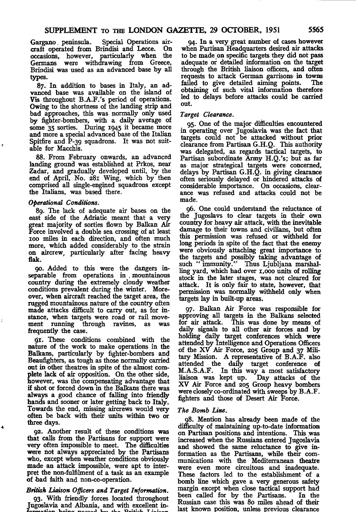 SUPPLEMENT TO THE LONDON GAZETTE, 29 OCTOBER, 1951 5565
Gargano peninsula. Special Operations air-
craft operated from Brindisi and Lecce. On
occasions, however, particularly when the
Germans were withdrawing from Greece,
Brindisi was used as an advanced base by all
types.
87. In addition to bases in Italy, an ad-
vanced base was available on the island of
Vis throughout B.A.F.'s period of operations.
Owing to the shortness of the landing strip and
bad approaches, this was normally only used
by fighter-bombers, with a daily average of
some 35 sorties. During 1945 it became more
and more a special advanced base of the Italian
Spitfire and P-39 squadrons. It was not suit-
able for Macchis.
88. From February onwards, an advanced
landing ground was established at Prkos, near
Zadar, and gradually developed until, by the
end of April, No. 281 Wing, which by then
comprised all single-engined squadrons except
the Italians, was based there.
Operational Conditions.
89. The lack of adequate air bases on the
east side of the Adriatic meant that a very
great majority of sorties flown by Balkan Air
Force involved a double sea crossing of at least
100 miles in each direction, and often much
more, which added considerably to the strain
on aircrew, particularly after facing heavy
flak.
90. Added to this were the dangers in-
separable from operations in mountainous
country during the extremely cloudy weather
conditions prevalent during the winter. More-
over, when aircraft reached the target area, the
rugged mountainous nature of the country often
made attacks difficult to carry out, as for in-
stance, when targets were road or rail move-
ment running through ravines, as was
frequently the case.
91. These conditions combined with the
nature of the work to make operations in the
Balkans, particularly by fighter-bombers and
Beaufighters, as tough as those normally carried
out in other theatres in spite of the almost com-
plete lack of air opposition. On the other side,
however, was the compensating advantage that
if shot or forced down in the Balkans there was
always a good chance of falling into friendly
hands and sooner or later getting back to Italy.
Towards the end, missing aircrews would very
often be back with their units within two or
three days.
92. Another result of these conditions was
that calls from the Partisans for support were
very often impossible to meet. The difficulties
were not always appreciated by the Partisans
who, except when weather conditions obviously
made an attack impossible, were apt to inter-
pret the non-fulfilment of a task as an example
of bad faith and non-co-operation.
British Liaison Officers and Target Information.
93. With friendly forces located throughout
Jugoslavia and Albania, and with excellent in-
94. In a very great number of cases however
when Partisan Headquarters desired air attacks
to be made on specific targets they did not pass
adequate or detailed information on the target
through the British liaison officers, and often
requests to attack German garrisons in towns
failed to give detailed aiming points. The
obtaining of such vital information therefore
led to delays before attacks could be carried
out.
Target Clearance.
95. One of the major difficulties encountered
in operating over Jugoslavia was the fact that
targets could not be attacked without prior
clearance from Partisan G.H.Q. This authority
was delegated, as regards tactical targets, to
Partisan subordinate Army H.Q.'s; but as far
as major strategical targets were concerned,
delays by Partisan G.H.Q. in giving clearance
often seriously delayed or hindered attacks of
considerable importance. On occasions, clear-
ance was refused and attacks could not be
made.
96. One could understand the reluctance of
the Jugoslavs to clear targets in their own
country for heavy air attack, with the inevitable
damage to their towns and civilians, but often
this permission was refused or withheld for
long periods in spite of the fact that the enemy
were obviously attaching great importance to
the targets and possibly taking advantage of
such "immunity." Thus Ljubljana marshal-
ling yard, which had over 1,000 units of rolling
stock in the later stages, was not cleared for
attack. It is only fair to state, however, that
permission was normally withheld only when
targets lay in built-up areas.
97. Balkan Air Force was responsible for
approving all targets in the Balkans selected
for air attack. This was done by means of
daily signals to all other air forces and by
holding daily target conferences which were
attended by Intelligence and Operations Officers
of the XV Air Force, 205 Group and 37 Mili-
tary Mission. A representative of B.A.F. also
attended the daily target conference of
M.A.S.A.F. In this way a most satisfactory
liaison was kept up. Day attacks of the
XV Air Force and 205 Group heavy bombers
were closely co-ordinated with sweeps by B.A.F.
fighters and those of Desert Air Force.
The Bomb Line.
98. Mention has already been made of the
difficulty of maintaining up-to-date information
on Partisan positions and intentions. This was
increased when the Russians entered Jugoslavia
and showed the same reluctance to give in-
formation as the Partisans, while their com-
munications with the Mediterranean theatre
were even more circuitous and inadequate.
These factors led to the establishment of a
bomb line which gave a very generous safety
margin except when close tactical support had
been called for by the Partisans. In the
Russian case this was 80 miles ahead of their
last known position, unless previous clearance